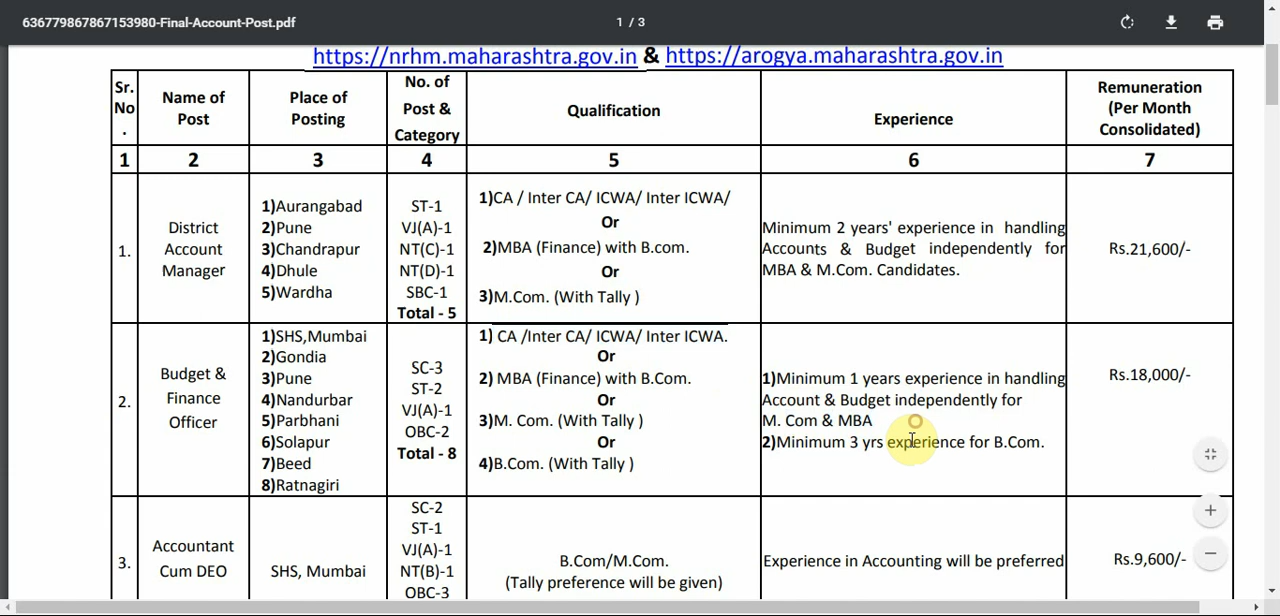 636779867867153980-Final-Account-Post.pdf
1 / 3
https://nrhm.maharashtra.gov.in & https://arogya.maharashtra.gov.in
Sr. No .
Name of Post
Place of Posting
No. of Post & Category
Qualification
Experience
Remuneration (Per Month Consolidated)
1
2
3
4
5
6
7
1.
District
Account
Manager
1)Aurangabad
2)Pune
3)Chandrapur
4)Dhule
5)Wardha
ST-1
VJ(A)-1
NT(C)-1
NT(D)-1
SBC-1
Total - 5
1)CA / Inter CA/ ICWA/ Inter ICWA/
Or
2)MBA (Finance) with B.com.
Or
3)M.Com. (With Tally )
Minimum 2 years' experience in handling
Accounts & Budget independently for
MBA & M.Com. Candidates.
Rs.21,600/-
2.
Budget &
Finance
Officer
1)SHS,Mumbai
2)Gondia
3)Pune
4)Nandurbar
5)Parbhani
6)Solapur
7)Beed
8)Ratnagiri
SC-3
ST-2
VJ(A)-1
OBC-2
Total - 8
1) CA /Inter CA/ ICWA/ Inter ICWA.
Or
2) MBA (Finance) with B.Com.
Or
3)M. Com. (With Tally )
Or
4)B.Com. (With Tally )
1)Minimum 1 years experience in handling
Account & Budget independently for
M. Com & MBA
2)Minimum 3 yrs experience for B.Com.
Rs.18,000/-
3.
Accountant
Cum DEO
SHS, Mumbai
SC-2
ST-1
VJ(A)-1
NT(B)-1
OBC-3
B.Com/M.Com.
(Tally preference will be given)
Experience in Accounting will be preferred
Rs.9,600/-